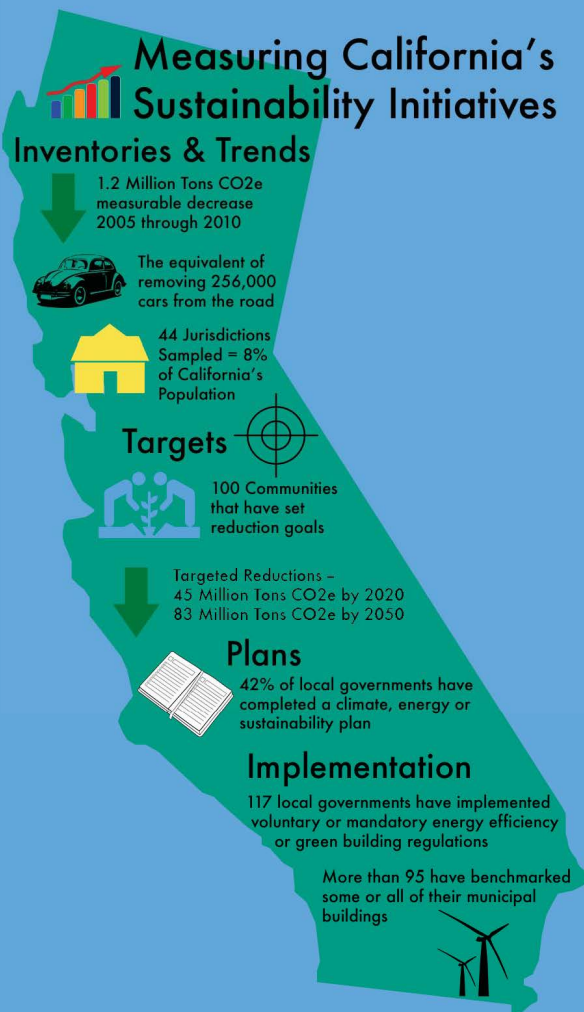 Measuring California's
Sustainability Initiatives
Inventories & Trends
1.2 Million Tons CO2e
measurable decrease
2005 through 2010
The equivalent of
removing 256,000
cars from the road
44 Jurisdictions
Sampled = 8%
of California's
Population
Targets
100 Communities
that have set
reduction goals
Targeted Reductions –
45 Million Tons CO2e by 2020
83 Million Tons CO2e by 2050
Plans
42% of local governments have
completed a climate, energy or
sustainability plan
Implementation
117 local governments have implemented
voluntary or mandatory energy efficiency
or green building regulations
More than 95 have benchmarked
some or all of their municipal
buildings